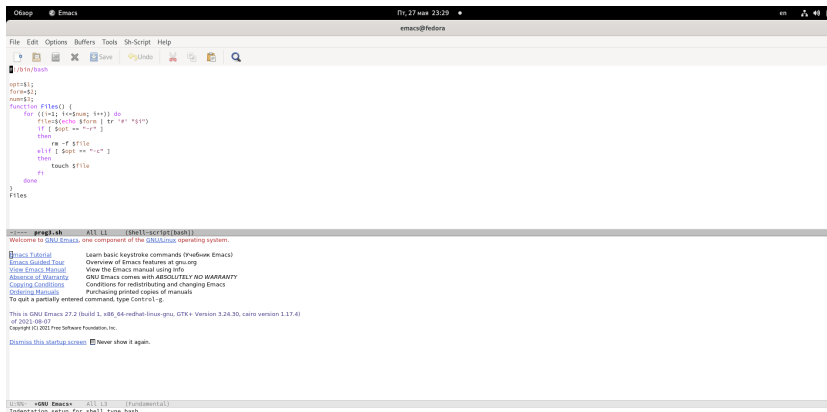 Обзор Emacs Пт, 27 мая 23:29 en
emacs@fedora
File Edit Options Buffers Tools Sh-Script Help
Save Undo
#!/bin/bash
opt=$1;
form=$2;
num=$3;
function Files() {
for ((i=1; i<=$num; i++)) do
file=$(echo $form | tr '#' "$i")
if [ $opt == "-r" ]
then
rm -f $file
elif [ $opt == "-c" ]
then
touch $file
fi
done
}
Files
-:--- prog3.sh All L1 (Shell-script[bash])
Welcome to GNU Emacs, one component of the GNU/Linux operating system.
Emacs Tutorial Learn basic keystroke commands (Учебник Emacs)
Emacs Guided Tour Overview of Emacs features at gnu.org
View Emacs Manual View the Emacs manual using Info
Absence of Warranty GNU Emacs comes with ABSOLUTELY NO WARRANTY
Copying Conditions Conditions for redistributing and changing Emacs
Ordering Manuals Purchasing printed copies of manuals
To quit a partially entered command, type Control-g.
This is GNU Emacs 27.2 (build 1, x86_64-redhat-linux-gnu, GTK+ Version 3.24.30, cairo version 1.17.4)
of 2021-08-07
Copyright (C) 2021 Free Software Foundation, Inc.
Dismiss this startup screen Never show it again.
U:%%- *GNU Emacs* All L3 (Fundamental)
Indentation setup for shell type bash